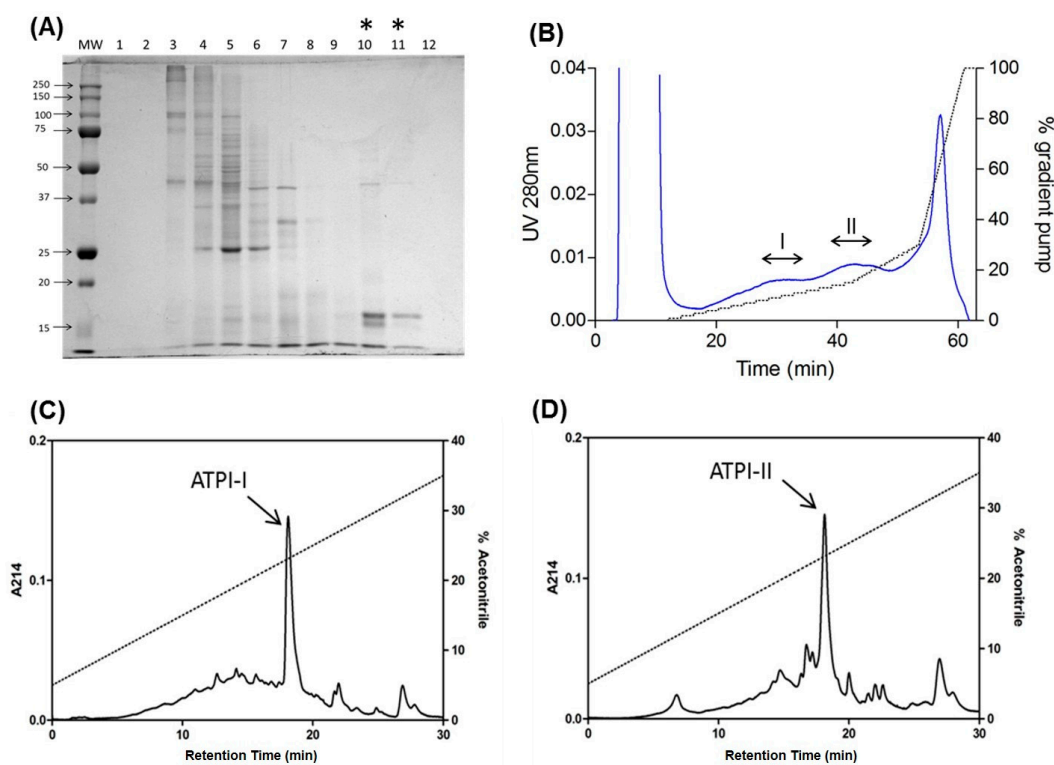 (A)
* *
MW 1 2 3 4 5 6 7 8 9 10 11 12
250
150
100
75
50
37
25
20
15
(B)
0.04
0.03
0.02
0.01
0.00
UV 280nm
I
II
100
80
60
40
20
0
% gradient pump
0 20 40 60
Time (min)
(C)
0.2
0.1
0.0
A214
ATPI-I
40
30
20
10
0
% Acetonitrile
0 10 20 30
Retention Time (min)
(D)
0.2
0.1
0.0
A214
ATPI-II
40
30
20
10
0
% Acetonitrile
0 10 20 30
Retention Time (min)